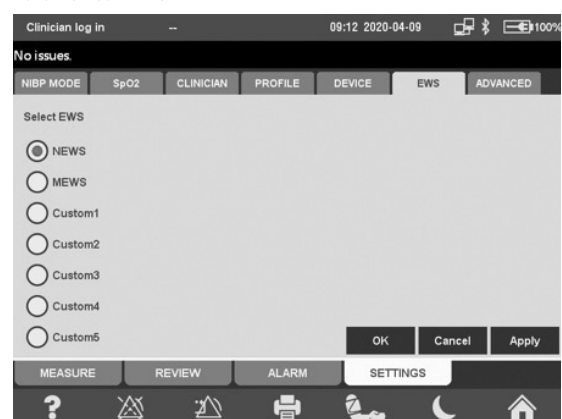 Clinician log in -- 09:12 2020-04-09 100%
No issues.
NIBP MODE SpO2 CLINICIAN PROFILE DEVICE EWS ADVANCED
Select EWS
NEWS
MEWS
Custom1
Custom2
Custom3
Custom4
Custom5
OK Cancel Apply
MEASURE REVIEW ALARM SETTINGS
?